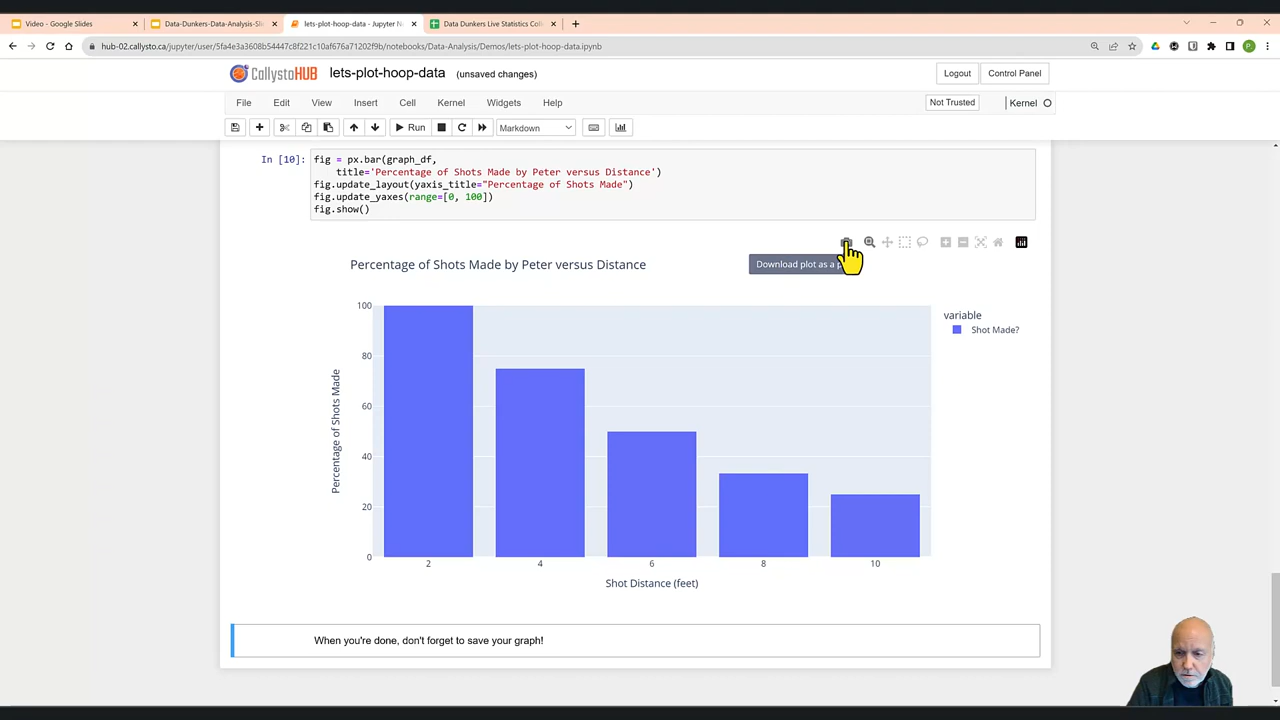 Video - Google Slides
Data-Dunkers-Data-Analysis-Sli
lets-plot-hoop-data - Jupyter N
Data Dunkers Live Statistics Coll
hub-02.callysto.ca/jupyter/user/5fa4e3a3608b54447c8f221c10af676a71202f9b/notebooks/Data-Analysis/Demos/lets-plot-hoop-data.ipynb
CallystoHUB
lets-plot-hoop-data (unsaved changes)
Logout
Control Panel
File Edit View Insert Cell Kernel Widgets Help
Not Trusted
Kernel
Run
Markdown
In [10]:
fig = px.bar(graph_df,
title='Percentage of Shots Made by Peter versus Distance')
fig.update_layout(yaxis_title="Percentage of Shots Made")
fig.update_yaxes(range=[0, 100])
fig.show()
Download plot as a
Percentage of Shots Made by Peter versus Distance
100
80
60
40
20
0
Percentage of Shots Made
variable
Shot Made?
2 4 6 8 10
Shot Distance (feet)
When you're done, don't forget to save your graph!